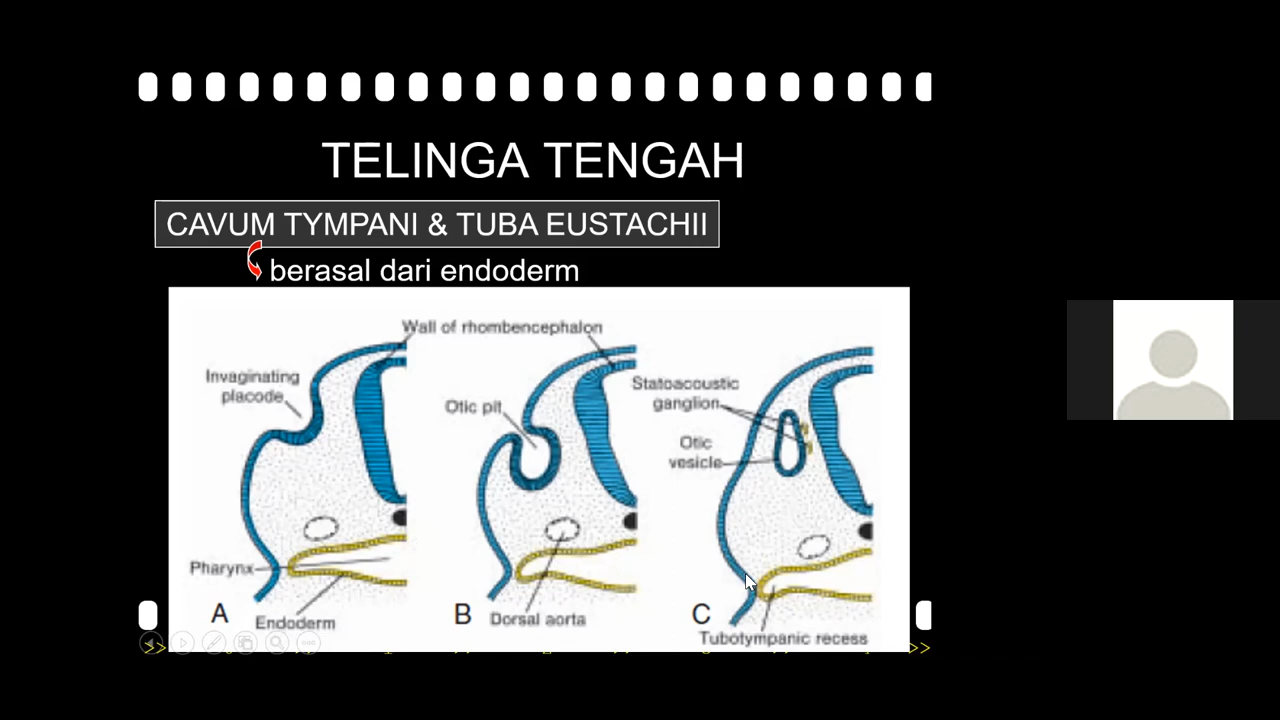 TELINGA TENGAH
CAVUM TYMPANI & TUBA EUSTACHII
berasal dari endoderm
Wall of rhombencephalon
Invaginating
placode
Otic pit
Statoacoustic
ganglion
Otic
vesicle
Pharynx
A
Endoderm
B
Dorsal aorta
C
Tubotympanic recess
>>
>>